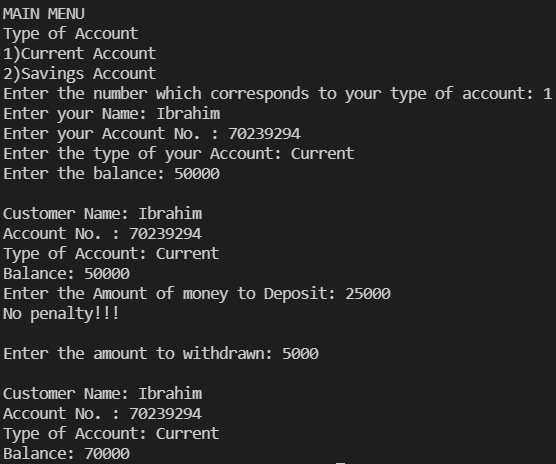 MAIN MENU
Type of Account
1)Current Account
2)Savings Account
Enter the number which corresponds to your type of account: 1
Enter your Name: Ibrahim
Enter your Account No. : 70239294
Enter the type of your Account: Current
Enter the balance: 50000
Customer Name: Ibrahim
Account No. : 70239294
Type of Account: Current
Balance: 50000
Enter the Amount of money to Deposit: 25000
No penalty!!!
Enter the amount to withdrawn: 5000
Customer Name: Ibrahim
Account No. : 70239294
Type of Account: Current
Balance: 70000